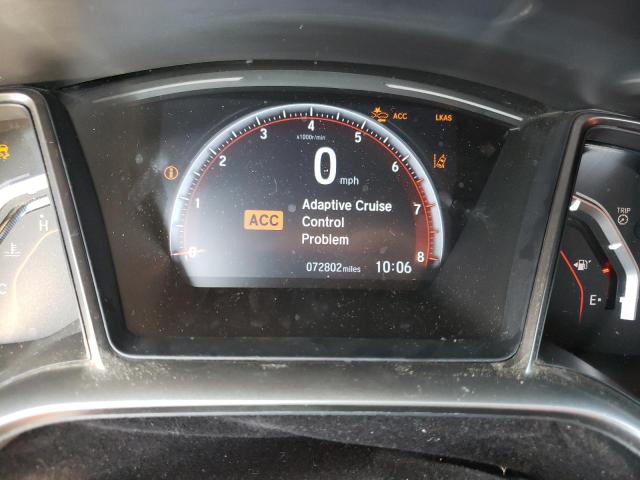 ACC LKAS
3 4 5
x1000r/min
2 6
0 mph
1 7
ACC Adaptive Cruise
Control
Problem
0 8
072802miles 10:06
H
C
TRIP
E